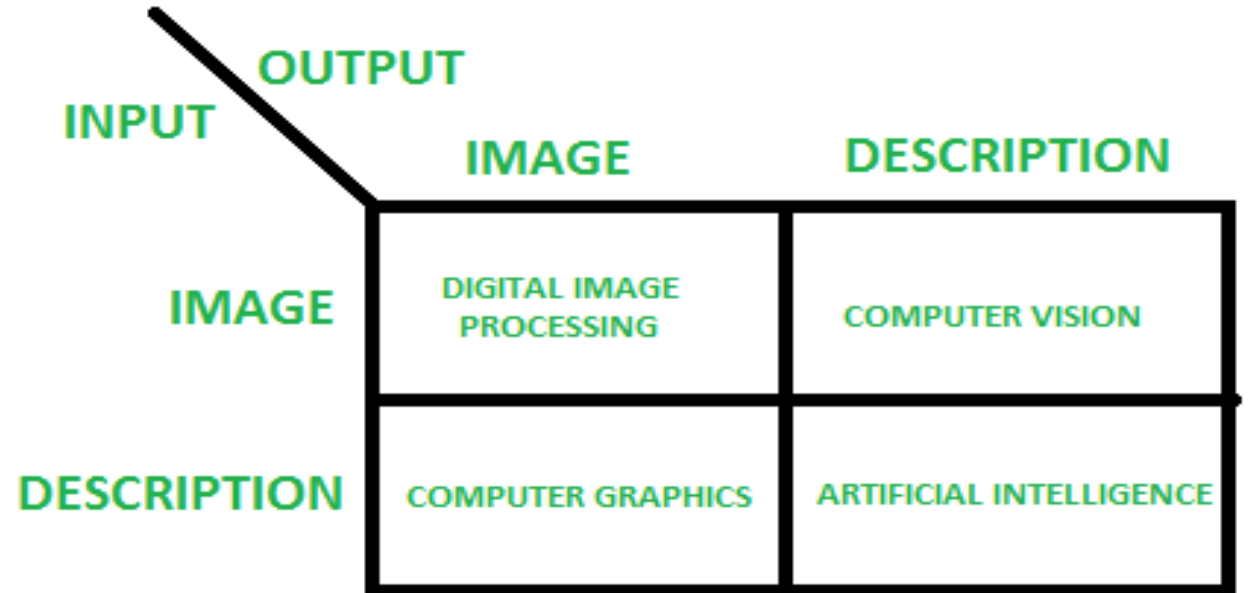 OUTPUT
INPUT
IMAGE
DESCRIPTION
IMAGE
DIGITAL IMAGE
PROCESSING
COMPUTER VISION
DESCRIPTION
COMPUTER GRAPHICS
ARTIFICIAL INTELLIGENCE